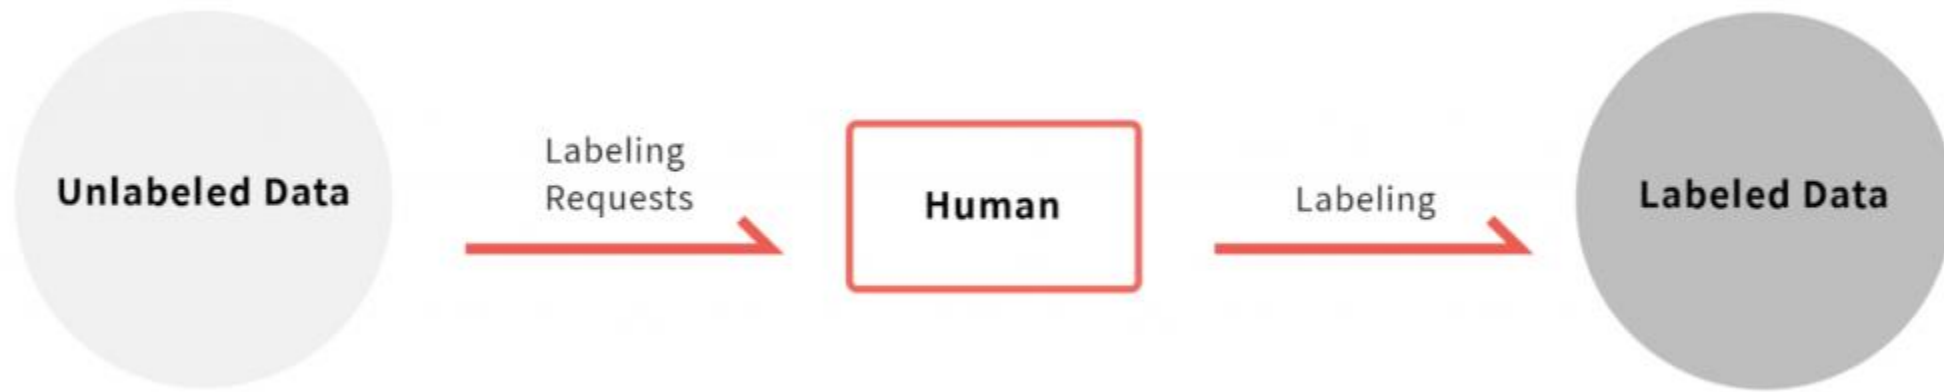 Unlabeled Data
Labeling
Requests
Human
Labeling
Labeled Data